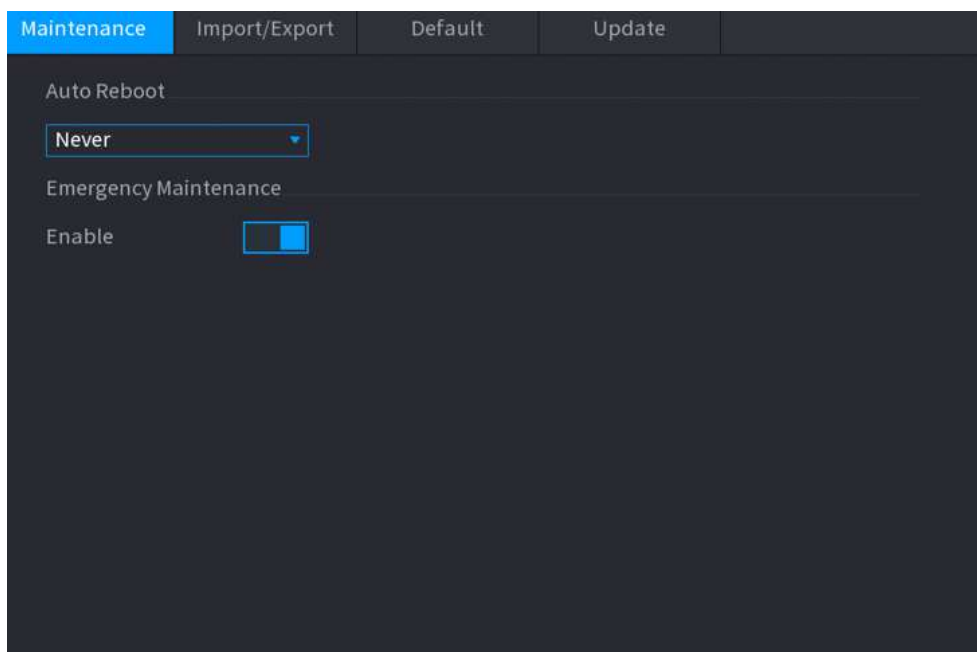 Maintenance Import/Export Default Update
Auto Reboot
Never
Emergency Maintenance
Enable